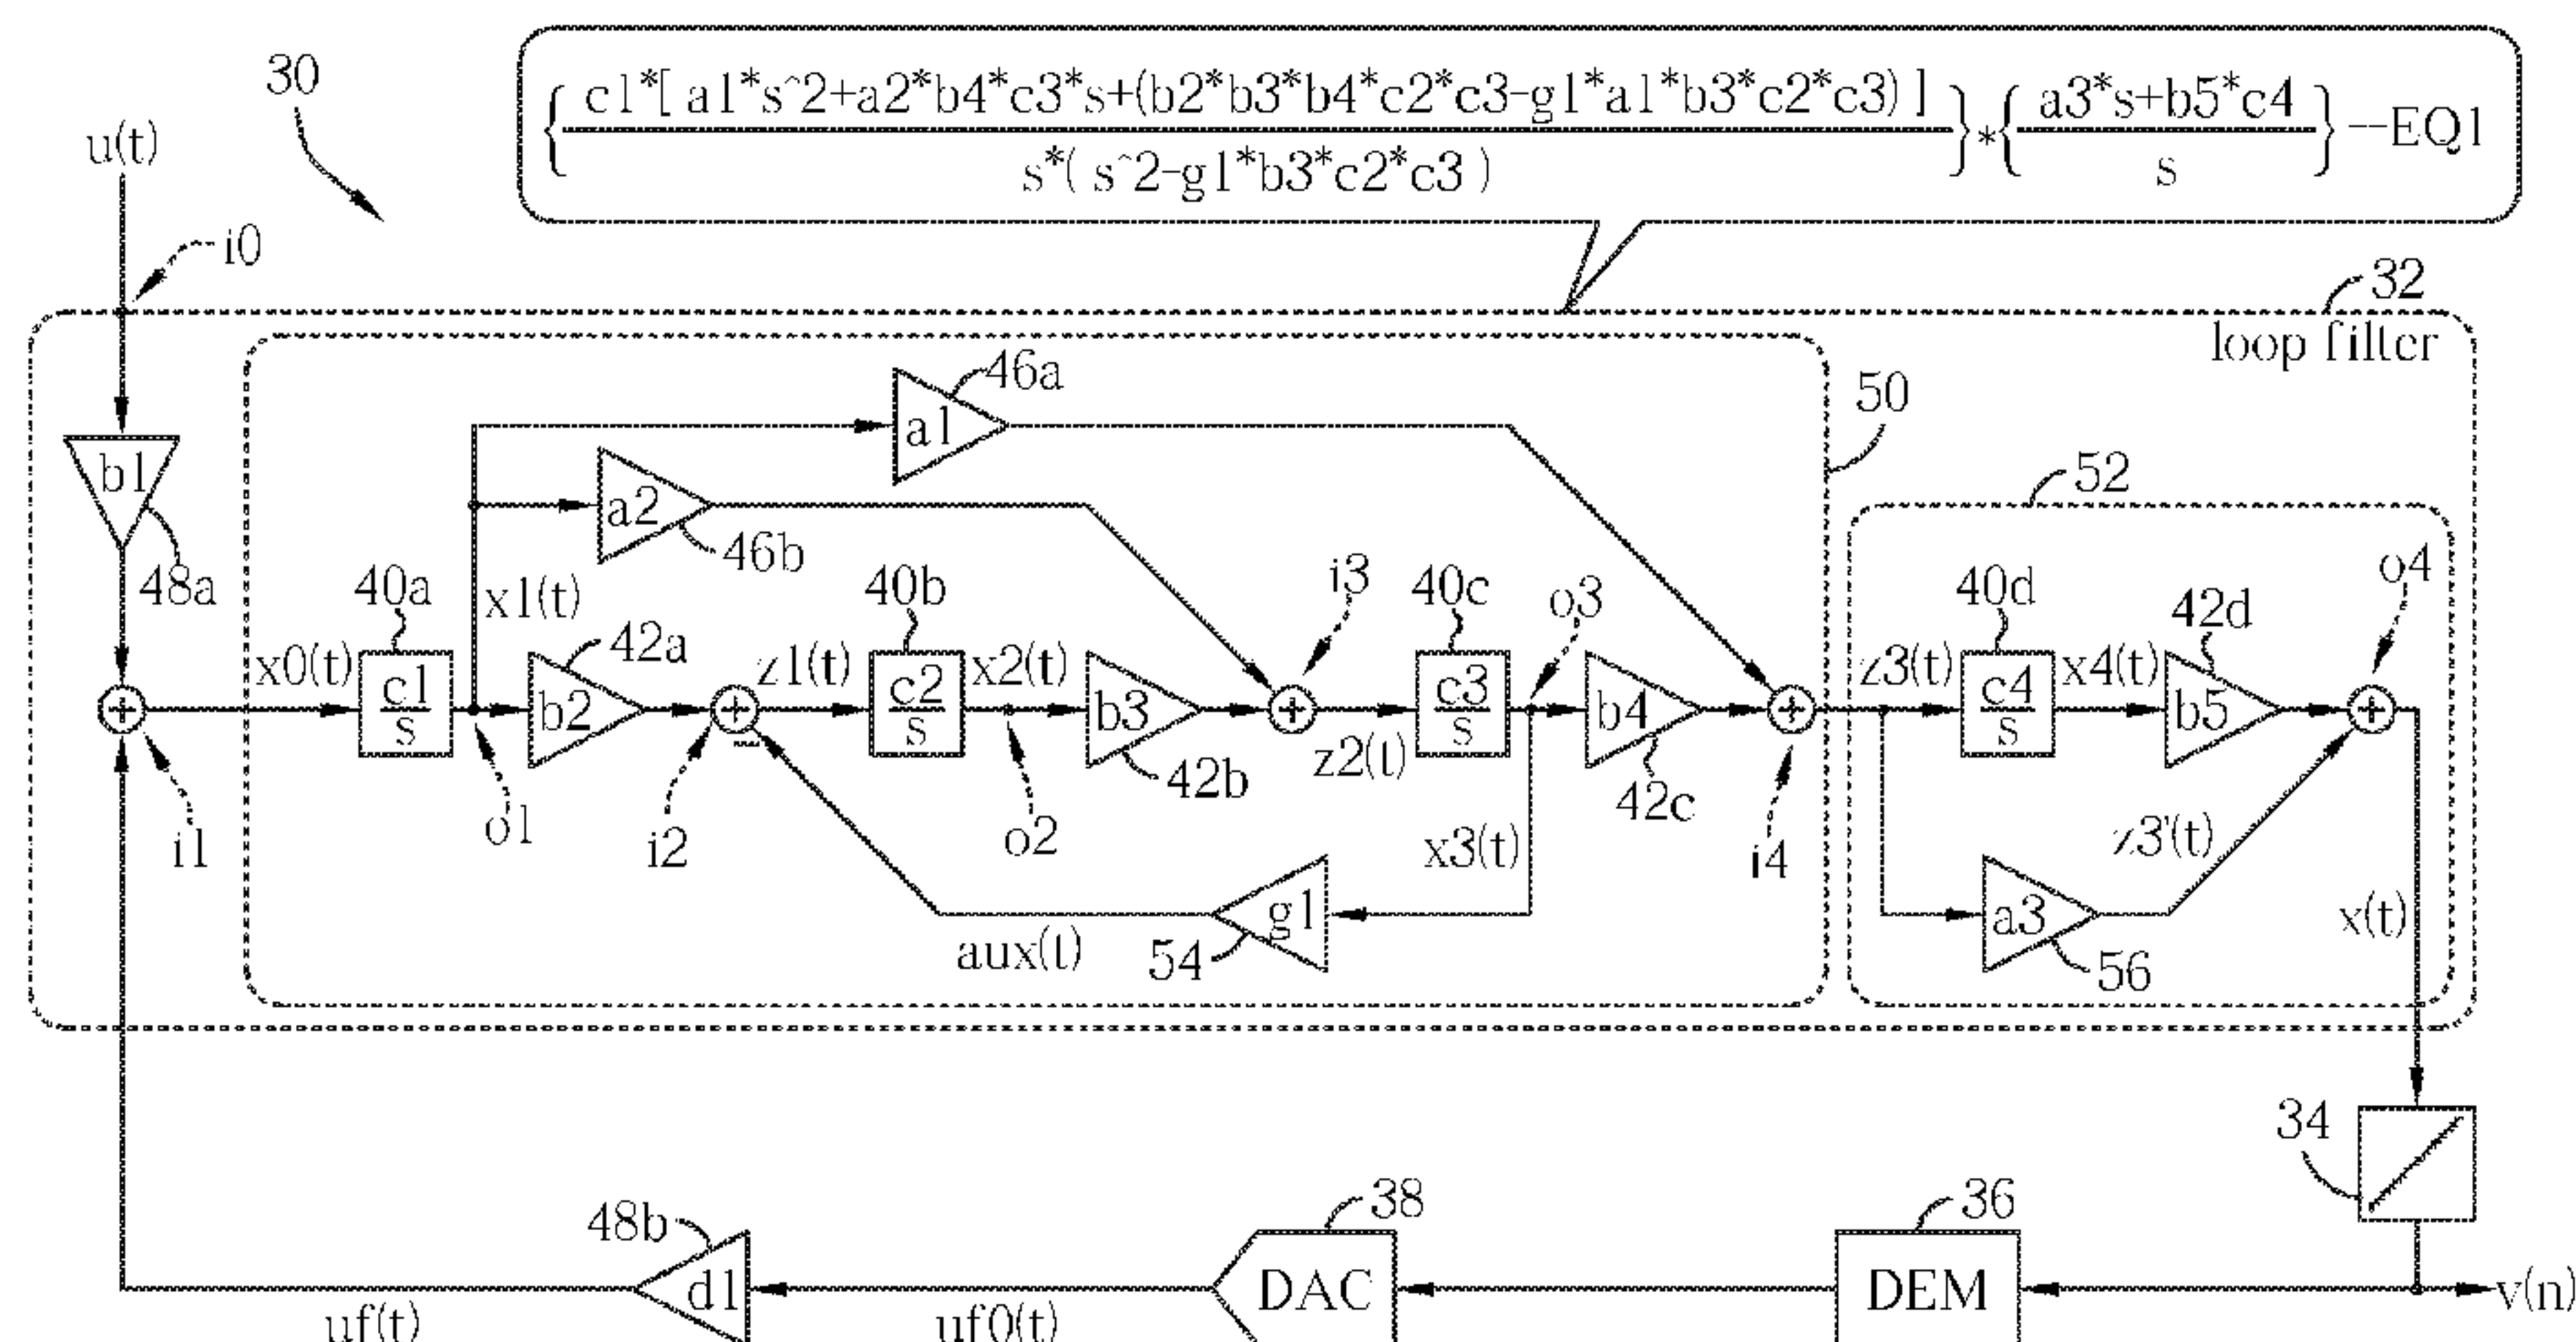 30
{ c1*[ a1*s^2+a2*b4*c3*s+(b2*b3*b4*c2*c3-g1*a1*b3*c2*c3) ] / s*( s^2-g1*b3*c2*c3 ) }*{ a3*s+b5*c4 / s } --EQ1
u(t)
i0
32
loop filter
46a
a1
50
b1
a2
52
46b
48a
40a
x1(t)
40b
i3
40c
o3
40d
o4
42a
42d
x0(t)
c1
s
b2
z1(t)
c2
s
x2(t)
b3
c3
s
b4
z3(t)
c4
s
x4(t)
b5
z2(t)
42b
42c
i1
o1
i2
o2
x3(t)
i4
z3'(t)
g1
a3
x(t)
aux(t)
54
56
34
48b
38
36
d1
DAC
DEM
v(n)
uf(t)
uf0(t)